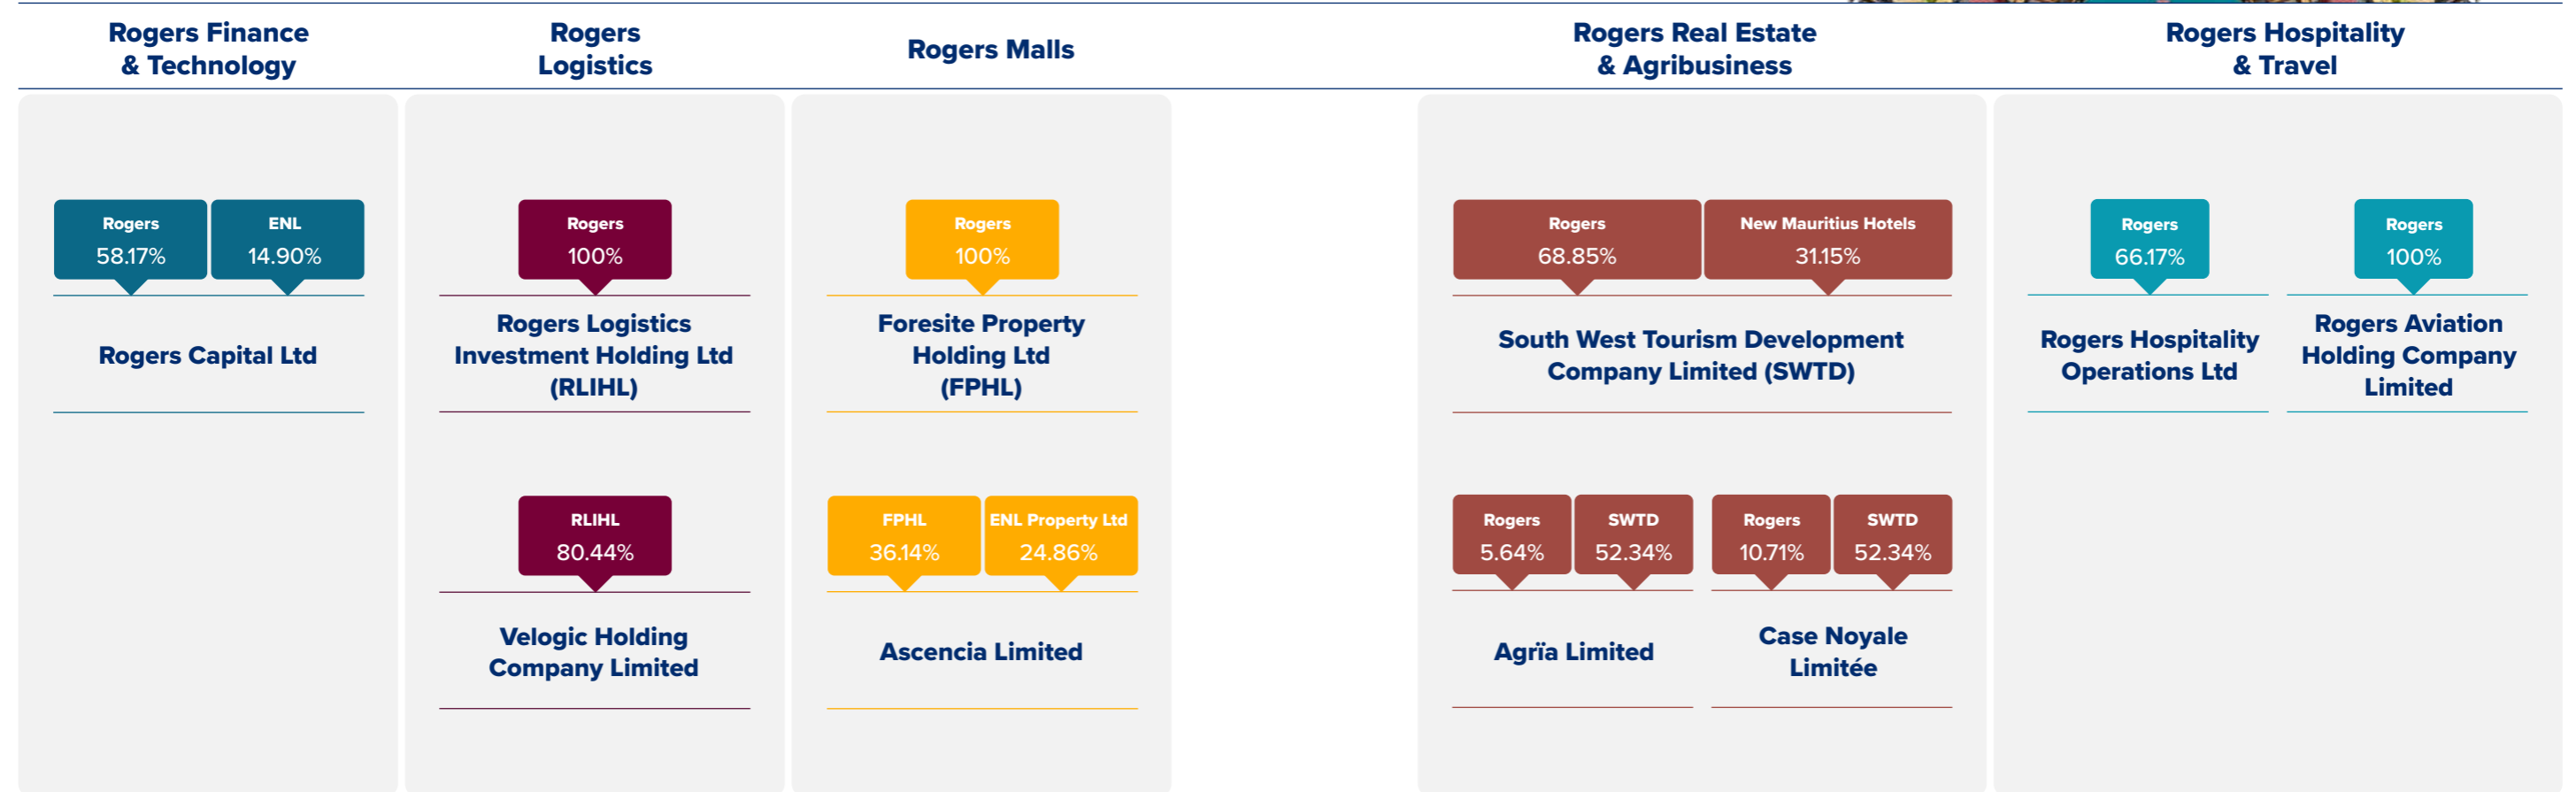 Rogers Finance
& Technology
Rogers
Logistics
Rogers Malls
Rogers Real Estate
& Agribusiness
Rogers Hospitality
& Travel
Rogers
58.17%
ENL
14.90%
Rogers Capital Ltd
Rogers
100%
Rogers Logistics
Investment Holding Ltd
(RLIHL)
RLIHL
80.44%
Velogic Holding
Company Limited
Rogers
100%
Foresite Property
Holding Ltd
(FPHL)
FPHL
36.14%
ENL Property Ltd
24.86%
Ascencia Limited
Rogers
68.85%
New Mauritius Hotels
31.15%
South West Tourism Development
Company Limited (SWTD)
Rogers
5.64%
SWTD
52.34%
Agrïa Limited
Rogers
10.71%
SWTD
52.34%
Case Noyale
Limitée
Rogers
66.17%
Rogers Hospitality
Operations Ltd
Rogers
100%
Rogers Aviation
Holding Company
Limited